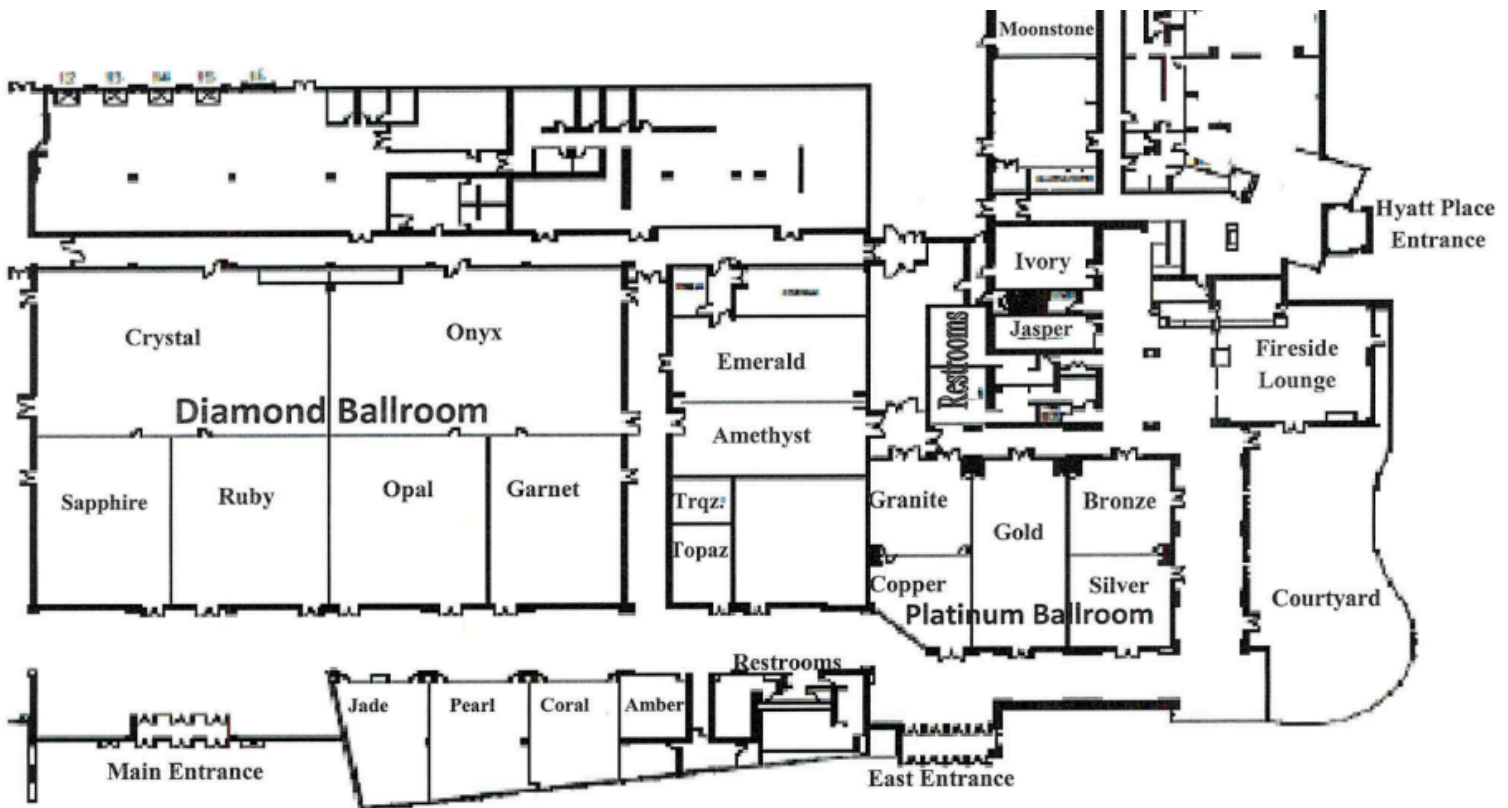 Moonstone
Hyatt Place
Entrance
Ivory
Jasper
Restrooms
Fireside
Lounge
Crystal
Onyx
Emerald
Diamond Ballroom
Amethyst
Sapphire
Ruby
Opal
Garnet
Trqz.
Topaz
Granite
Gold
Bronze
Copper
Silver
Platinum Ballroom
Courtyard
Restrooms
Jade
Pearl
Coral
Amber
Main Entrance
East Entrance